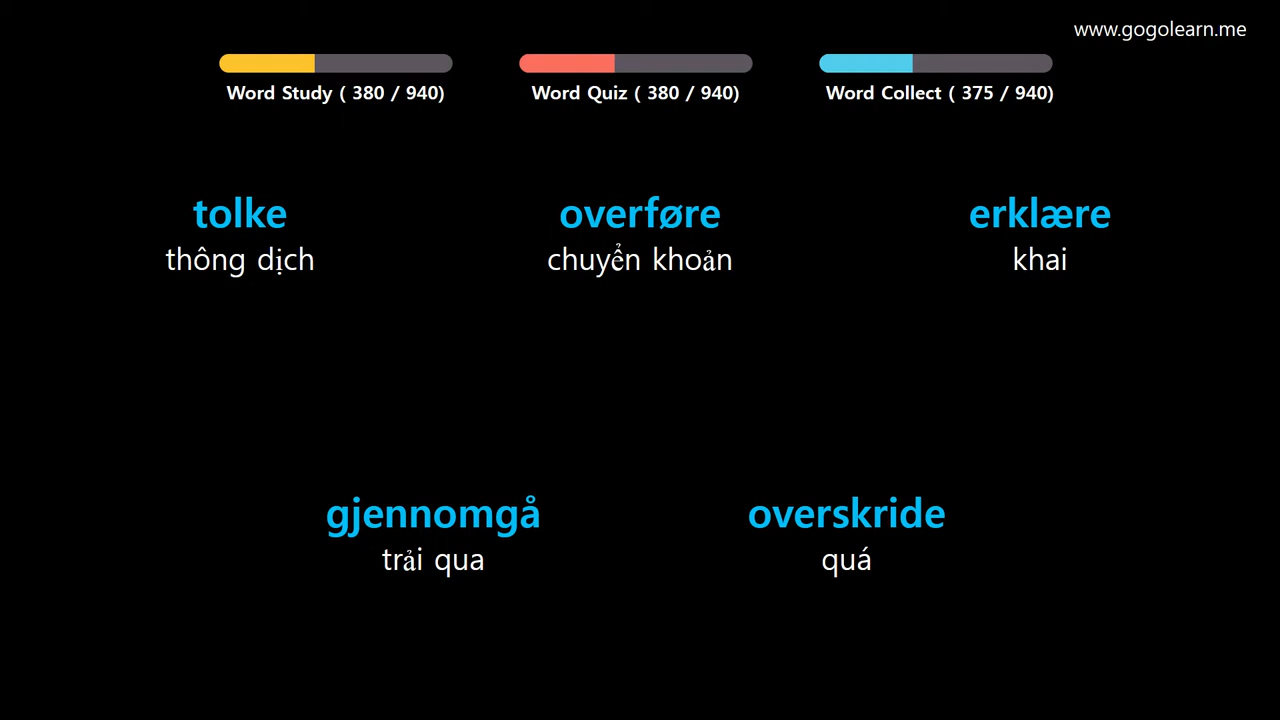 www.gogolearn.me
Word Study ( 380 / 940)
Word Quiz ( 380 / 940)
Word Collect ( 375 / 940)
tolke
thông dịch
overføre
chuyển khoản
erklære
khai
gjennomgå
trải qua
overskride
quá